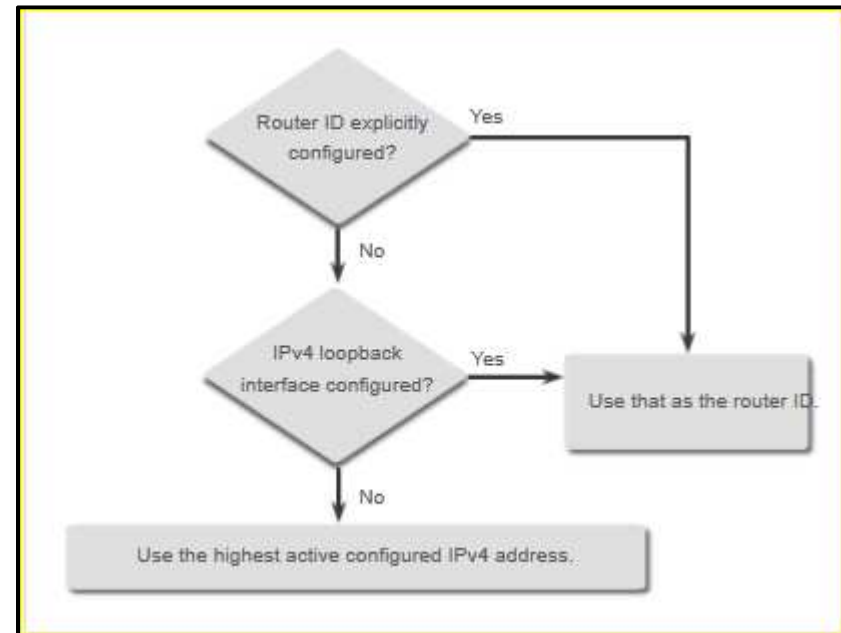 Router ID explicitly
configured?
Yes
No
IPv4 loopback
interface configured?
Yes
Use that as the router ID.
No
Use the highest active configured IPv4 address.